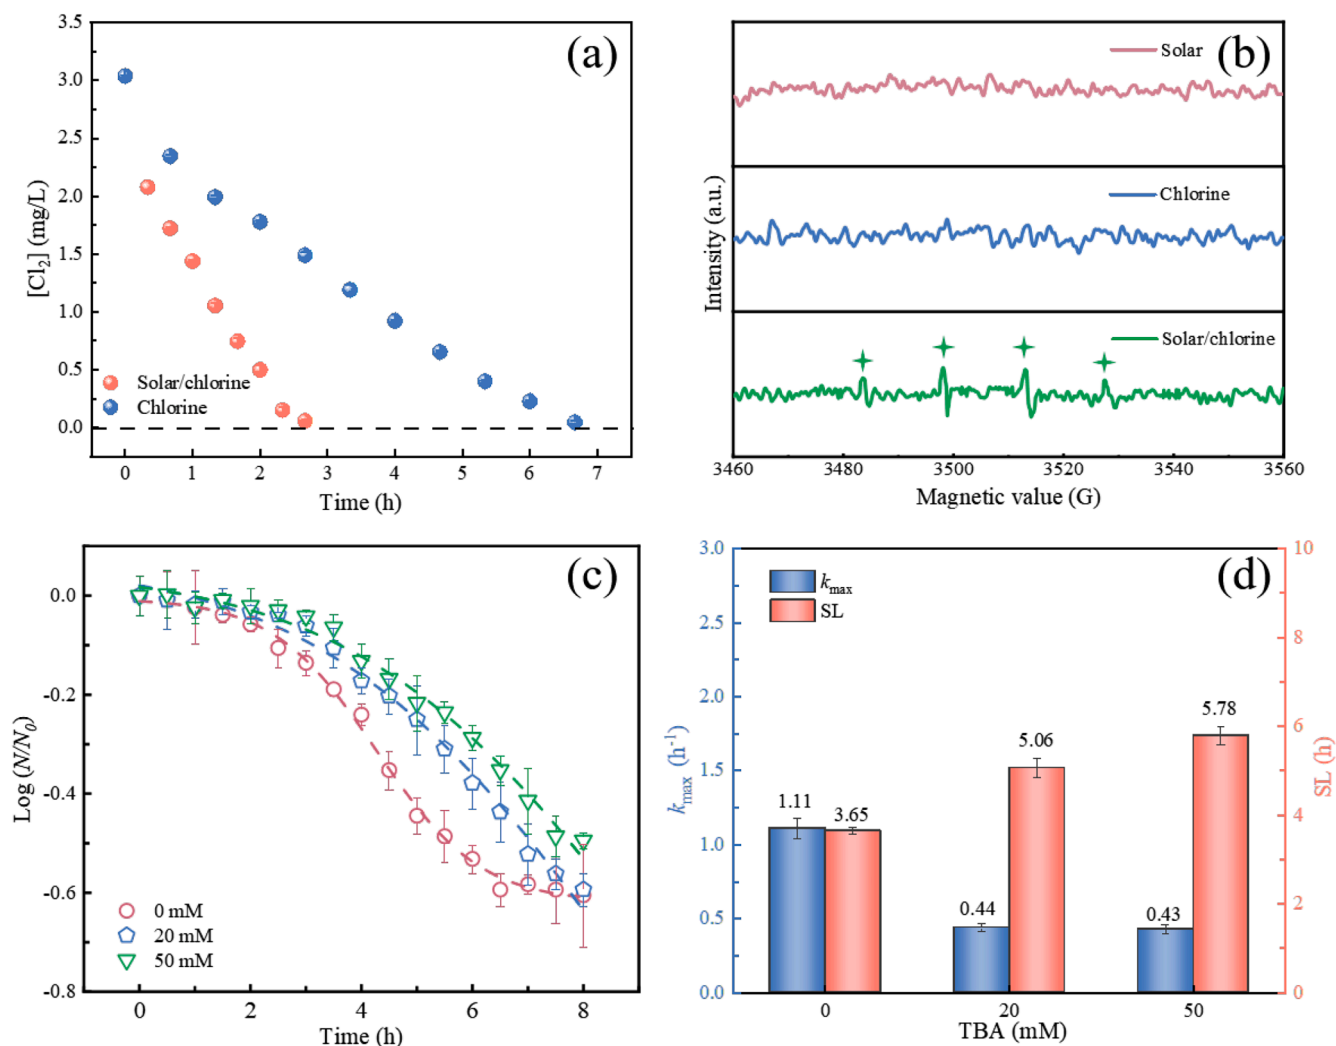 (a)
3.5
3.0
2.5
2.0
1.5
1.0
0.5
0.0
[Cl2] (mg/L)
Solar/chlorine
Chlorine
0 1 2 3 4 5 6 7
Time (h)
(b)
Solar
Chlorine
Solar/chlorine
Intensity (a.u.)
3460 3480 3500 3520 3540 3560
Magnetic value (G)
(c)
0.0
-0.2
-0.4
-0.6
-0.8
Log (N/N0)
0 mM
20 mM
50 mM
0 2 4 6 8
Time (h)
(d)
3.0
2.5
2.0
1.5
1.0
0.5
0.0
kmax (h-1)
kmax
SL
1.11
3.65
0.44
5.06
0.43
5.78
10
8
6
4
2
0
SL (h)
0 20 50
TBA (mM)